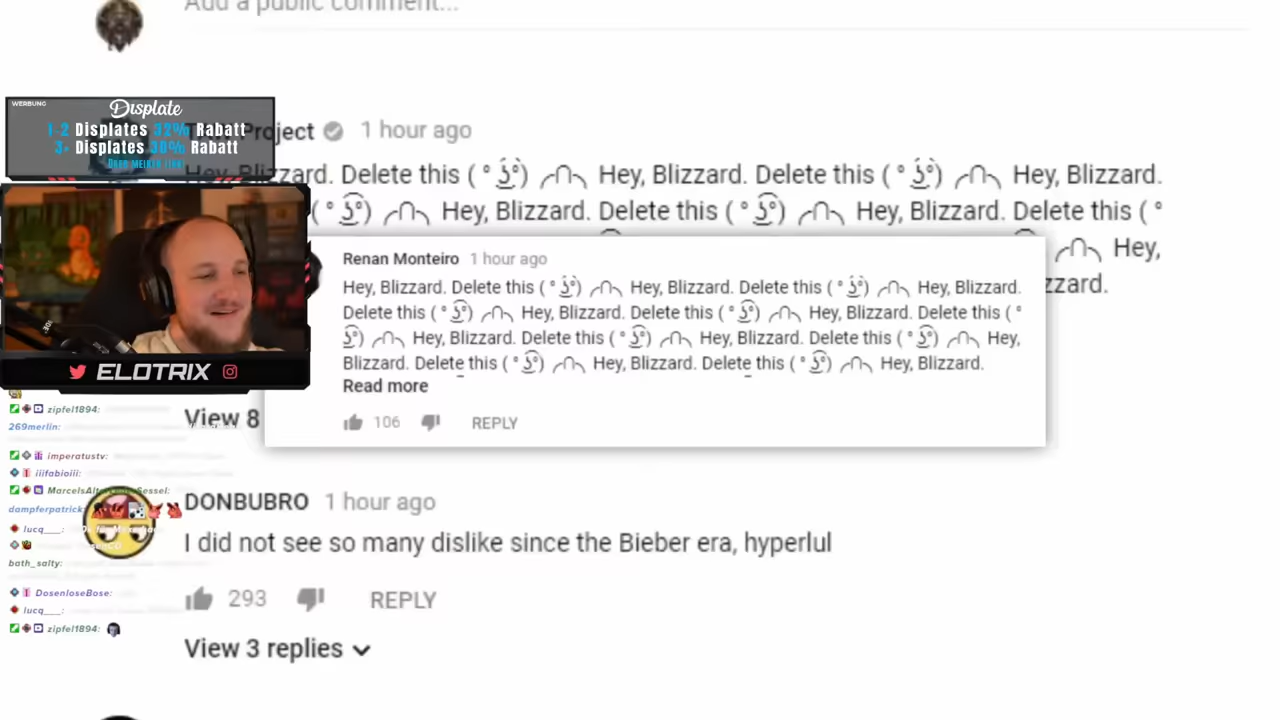 Add a public comment...
WERBUNG
Displate
1-2 Displates 32% Rabatt
3+ Displates 30% Rabatt
Project 1 hour ago
Hey, Blizzard. Delete this ( ° ͜ʖ͡°) ╭∩╮ Hey, Blizzard. Delete this ( ° ͜ʖ͡°) ╭∩╮ Hey, Blizzard.
( ° ͜ʖ͡°) ╭∩╮ Hey, Blizzard. Delete this ( ° ͜ʖ͡°) ╭∩╮ Hey, Blizzard. Delete this ( °
╭∩╮ Hey,
zzard.
Renan Monteiro 1 hour ago
Hey, Blizzard. Delete this ( ° ͜ʖ͡°) ╭∩╮ Hey, Blizzard. Delete this ( ° ͜ʖ͡°) ╭∩╮ Hey, Blizzard.
Delete this ( ° ͜ʖ͡°) ╭∩╮ Hey, Blizzard. Delete this ( ° ͜ʖ͡°) ╭∩╮ Hey, Blizzard. Delete this ( °
͜ʖ͡°) ╭∩╮ Hey, Blizzard. Delete this ( ° ͜ʖ͡°) ╭∩╮ Hey, Blizzard. Delete this ( ° ͜ʖ͡°) ╭∩╮ Hey,
Blizzard. Delete this ( ° ͜ʖ͡°) ╭∩╮ Hey, Blizzard. Delete this ( ° ͜ʖ͡°) ╭∩╮ Hey, Blizzard.
Read more
106 REPLY
ELOTRIX
View 8
zipfel1894:
269merlin:
imperatustv:
iiifabioiii:
dampferpatrick:
lucq___:
bath_salty:
DosenloseBose:
lucq___:
zipfel1894:
DONBUBRO 1 hour ago
I did not see so many dislike since the Bieber era, hyperlul
293 REPLY
View 3 replies